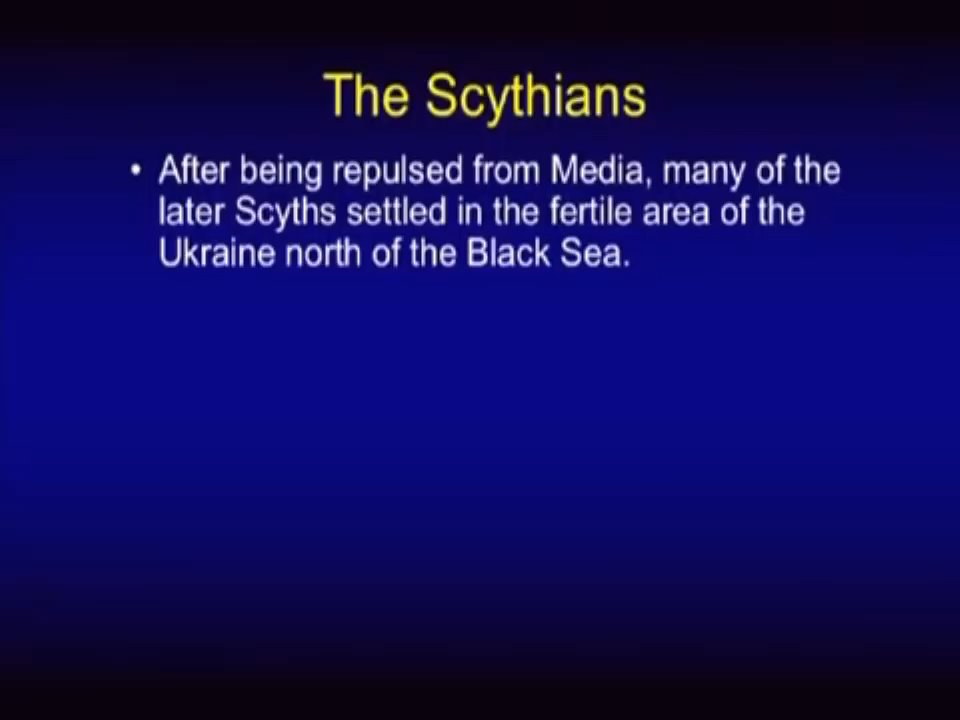 The Scythians
• After being repulsed from Media, many of the
later Scyths settled in the fertile area of the
Ukraine north of the Black Sea.